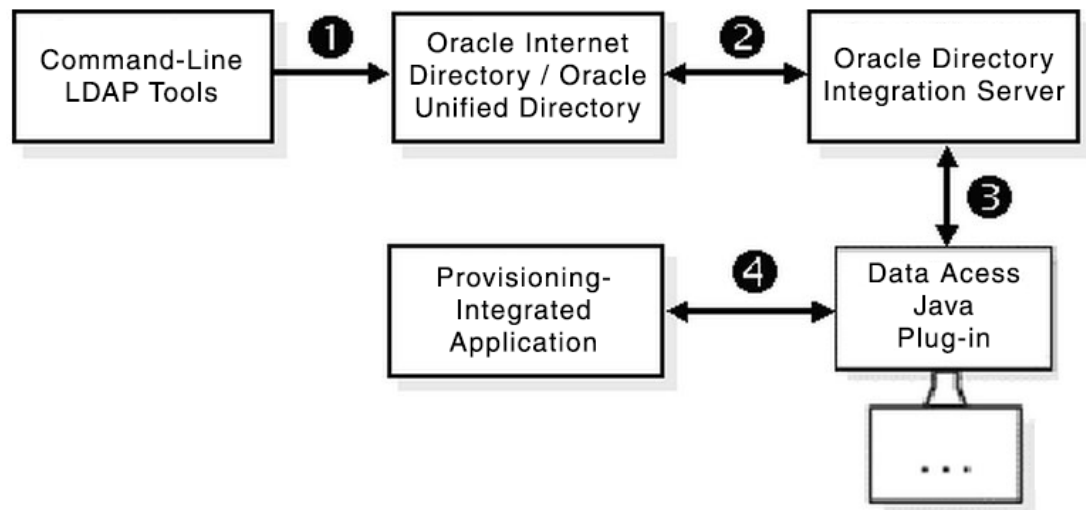 Command-Line
LDAP Tools
1
Oracle Internet
Directory / Oracle
Unified Directory
2
Oracle Directory
Integration Server
3
Provisioning-
Integrated
Application
4
Data Acess
Java
Plug-in
...